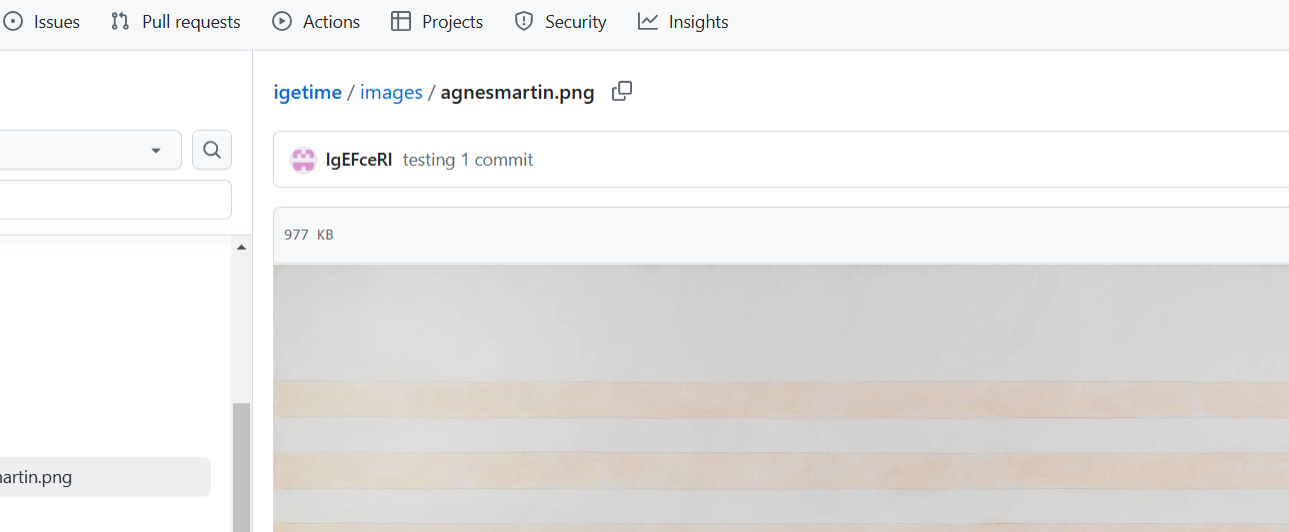 Issues Pull requests Actions Projects Security Insights
igetime / images / agnesmartin.png
IgEFceRI testing 1 commit
977 KB
artin.png